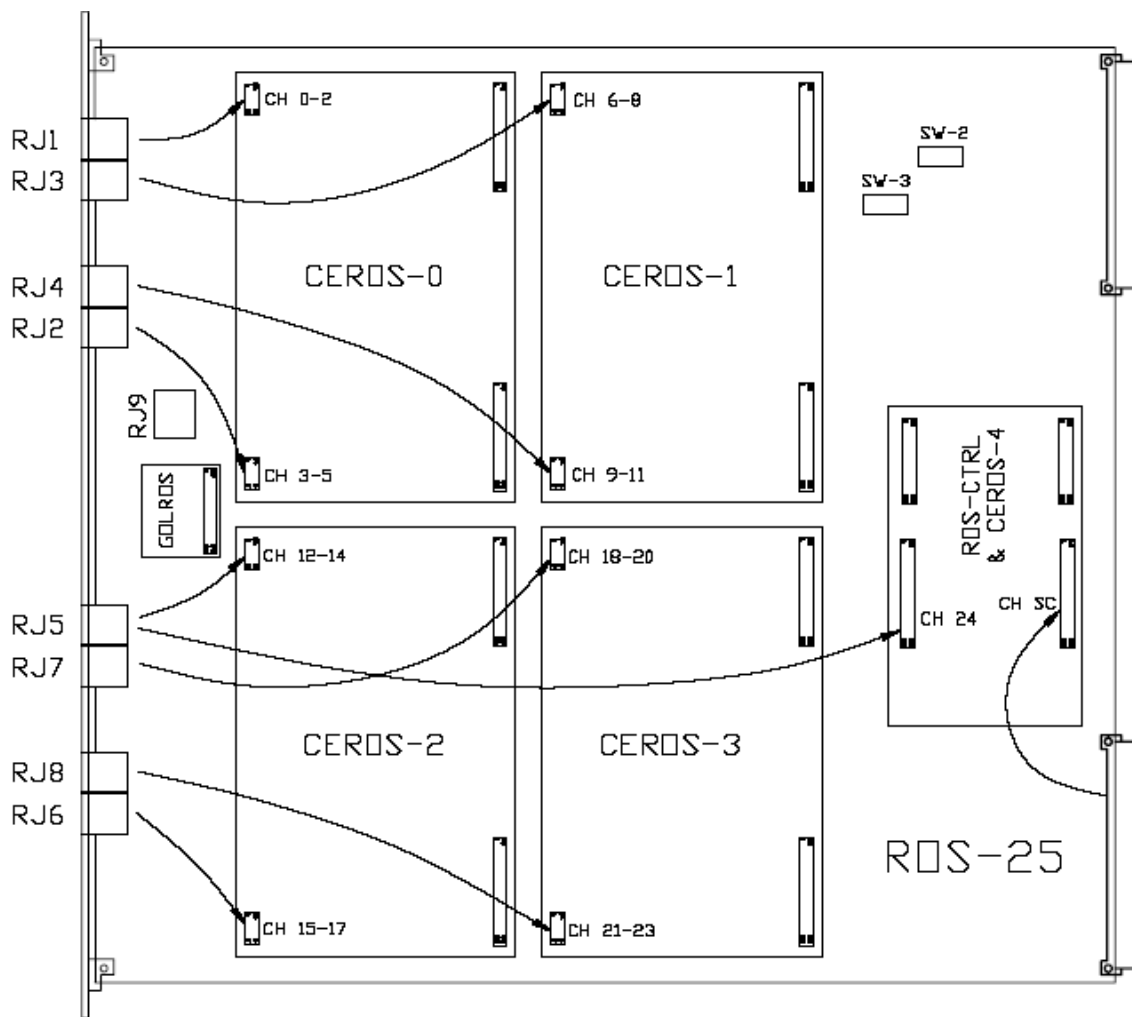 CH 0-2
CH 6-8
RJ1
SW-2
RJ3
SW-3
CEROS-0
CEROS-1
RJ4
RJ2
RJ9
CH 3-5
CH 9-11
GOLROS
ROS-CTRL
& CEROS-4
CH 12-14
CH 18-20
CH SC
CH 24
RJ5
RJ7
CEROS-2
CEROS-3
RJ8
RJ6
ROS-25
CH 15-17
CH 21-23